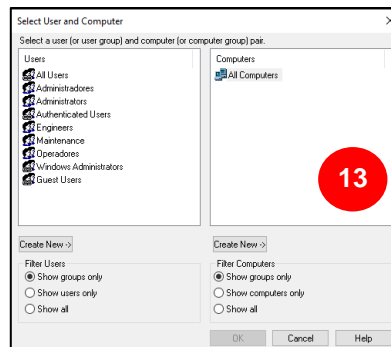 Select User and Computer
Select a user (or user group) and computer (or computer group) pair.
Users
All Users
Administradores
Administrators
Authenticated Users
Engineers
Maintenance
Operadores
Windows Administrators
Guest Users
Computers
All Computers
13
Create New ->
Create New ->
Filter Users
Show groups only
Show users only
Show all
Filter Computers
Show groups only
Show computers only
Show all
OK
Cancel
Help